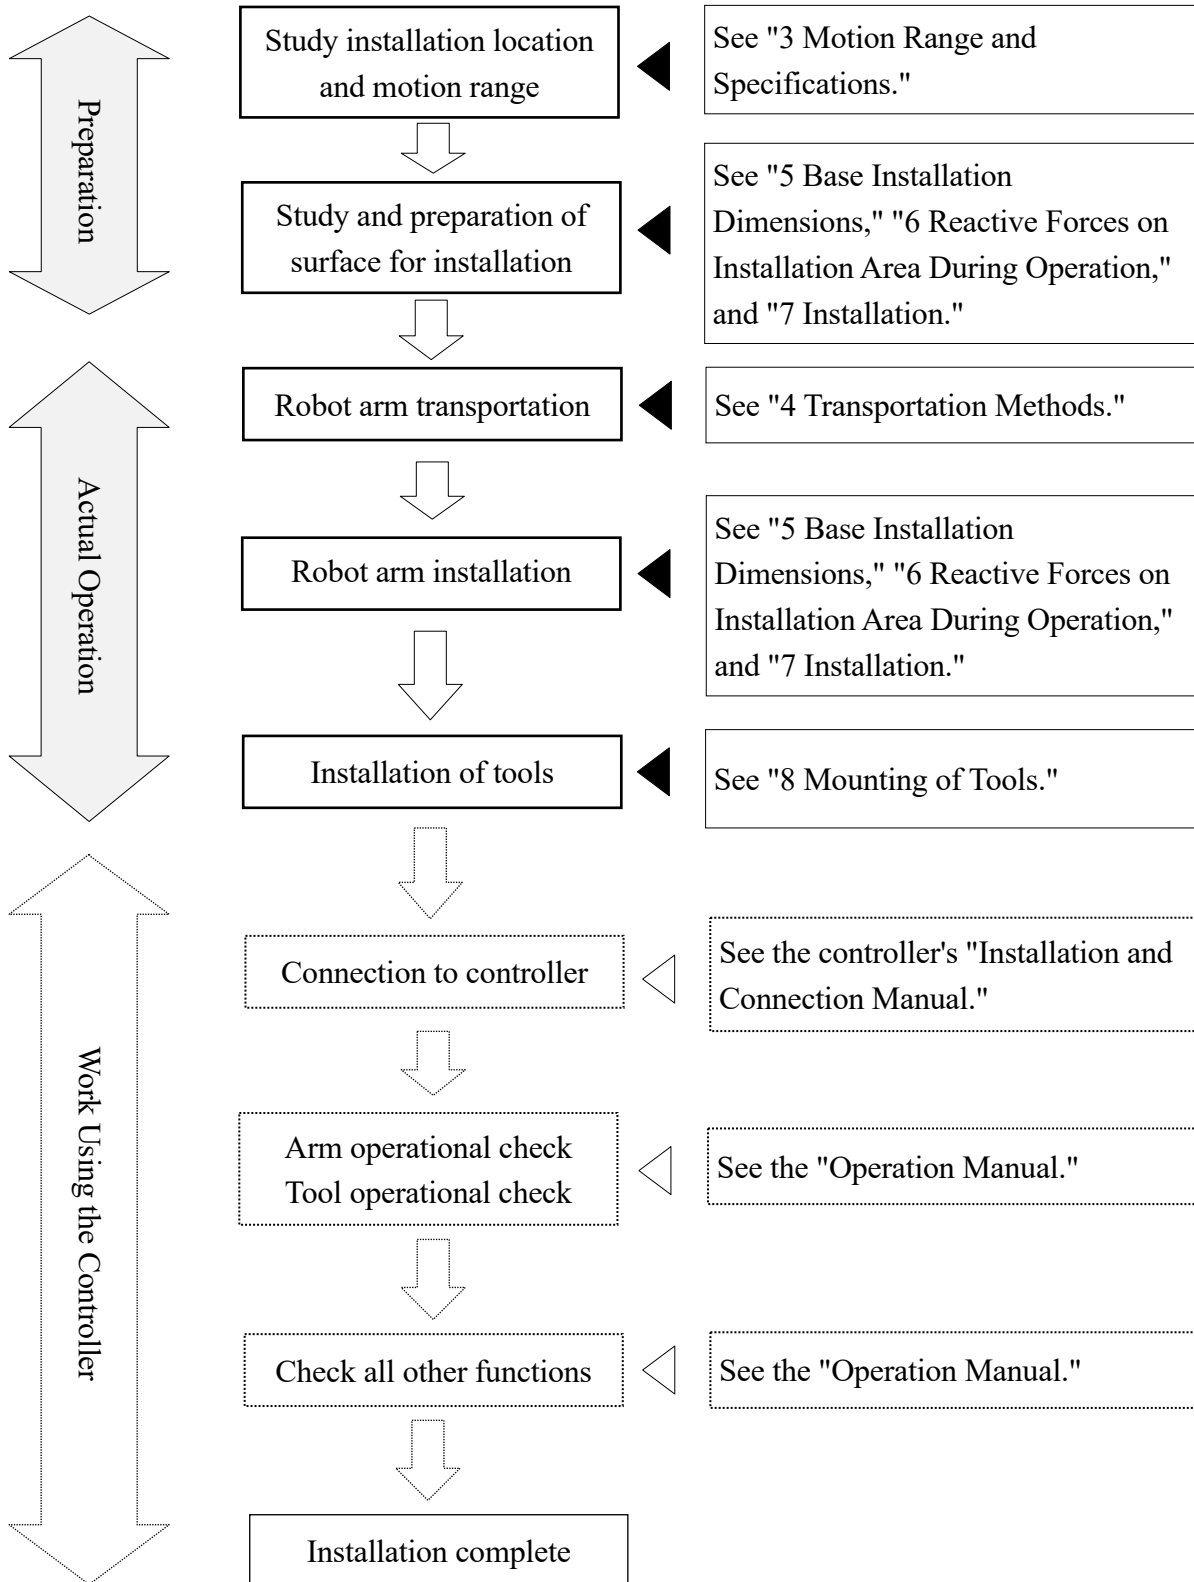 Preparation
Study installation location
and motion range
See "3 Motion Range and
Specifications."
Study and preparation of
surface for installation
See "5 Base Installation
Dimensions," "6 Reactive Forces on
Installation Area During Operation,"
and "7 Installation."
Actual Operation
Robot arm transportation
See "4 Transportation Methods."
Robot arm installation
See "5 Base Installation
Dimensions," "6 Reactive Forces on
Installation Area During Operation,"
and "7 Installation."
Installation of tools
See "8 Mounting of Tools."
Work Using the Controller
Connection to controller
See the controller's "Installation and
Connection Manual."
Arm operational check
Tool operational check
See the "Operation Manual."
Check all other functions
See the "Operation Manual."
Installation complete